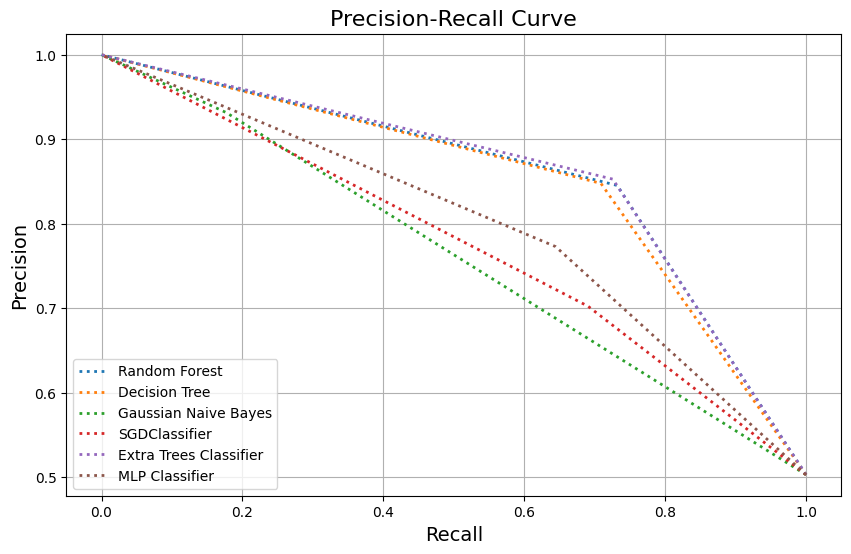 Precision-Recall Curve
1.0
0.9
0.8
0.7
0.6
0.5
Precision
Random Forest
Decision Tree
Gaussian Naive Bayes
SGDClassifier
Extra Trees Classifier
MLP Classifier
0.0 0.2 0.4 0.6 0.8 1.0
Recall